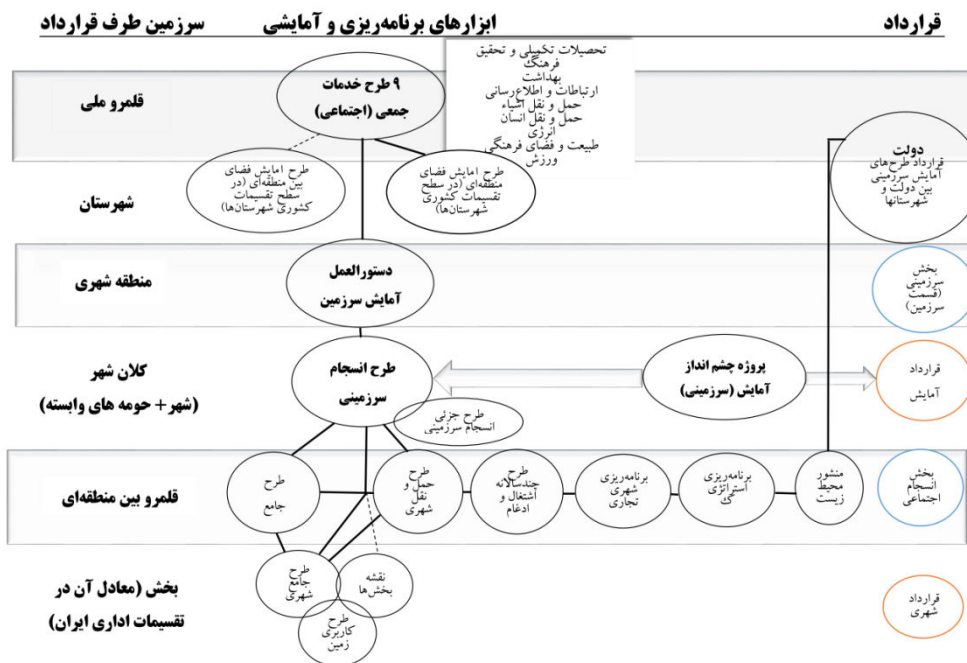 قرارداد
ابزارهای برنامه‌ریزی و آمایشی
سرزمین طرف قرارداد
تحصیلات تکمیلی و تحقیق
فرهنگ
بهداشت
ارتباطات و اطلاع‌رسانی
حمل و نقل اشیاء
حمل و نقل انسان
انرژی
طبیعت و فضای فرهنگی
ورزش
۹ طرح خدمات
جمعی (اجتماعی)
قلمرو ملی
دولت
قرارداد طرح‌های
آمایش سرزمینی
بین دولت و
شهرستانها
طرح آمایش فضای
منطقه‌ای (در سطح
تقسیمات کشوری
شهرستان‌ها)
طرح امایش فضای
بین منطقه‌ای (در
سطح تقسیمات
کشوری شهرستان‌ها)
شهرستان
بخش
سرزمینی
(قسمت
سرزمین)
دستورالعمل
آمایش سرزمین
منطقه شهری
قرارداد
آمایش
پروژه چشم انداز
آمایش (سرزمینی)
طرح انسجام
سرزمینی
طرح جزئی
انسجام سرزمینی
کلان شهر
(شهر+ حومه های وابسته)
بخش
انسجام
اجتماعی
منشور
محیط
زیست
برنامه‌ریزی
استراتژی
ک
برنامه‌ریزی
شهری
تجاری
طرح
چندسالانه
اشتغال و
ادغام
طرح
حمل و
نقل
شهری
طرح
جامع
قلمرو بین منطقه‌ای
قرارداد
شهری
نقشه
بخش‌ها
طرح
جامع
شهری
طرح
کاربری
زمین
بخش (معادل آن در
تقسیمات اداری ایران)